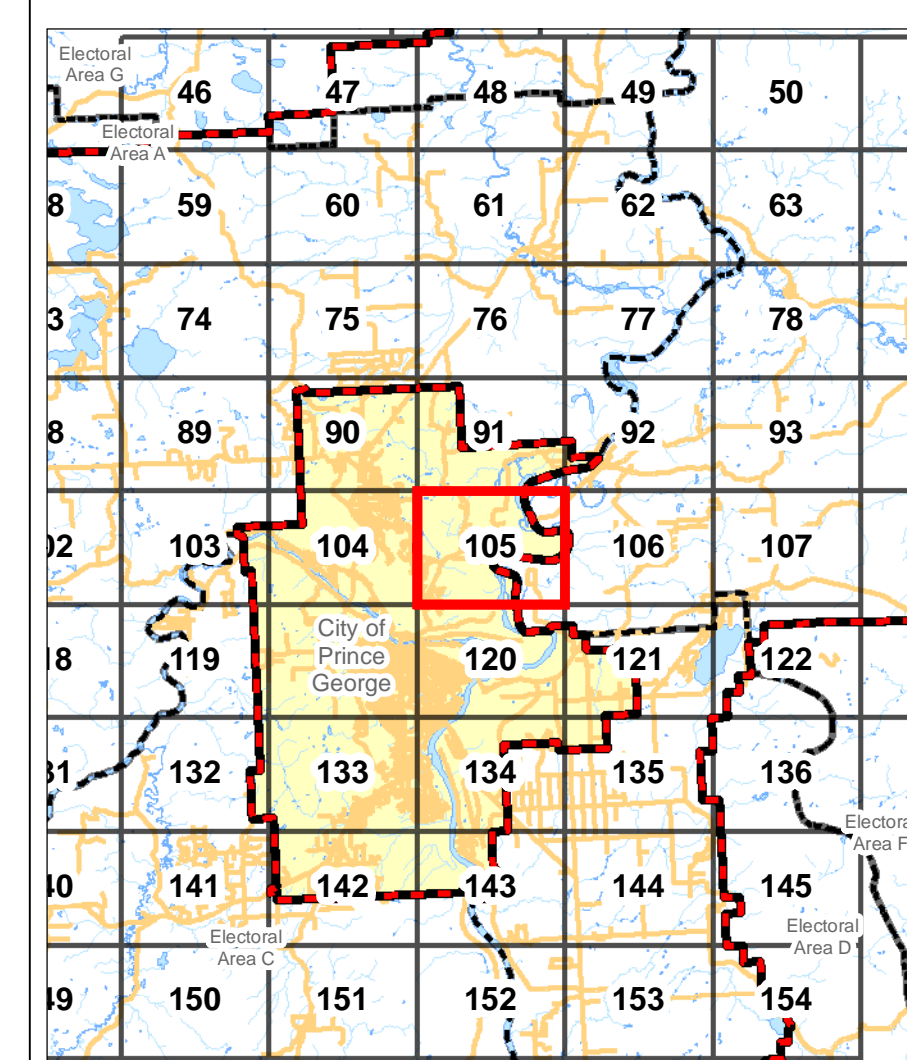 Electoral
Area G
46 47 48 49 50
Electoral
Area A
8 59 60 61 62 63
3 74 75 76 77 78
8 89 90 91 92 93
02 103 104 105 106 107
City of
Prince
George
18 119 120 121 122
31 132 133 134 135 136
Electora
Area F
40 141 142 143 144 145
Electoral
Area D
Electoral
Area C
49 150 151 152 153 154